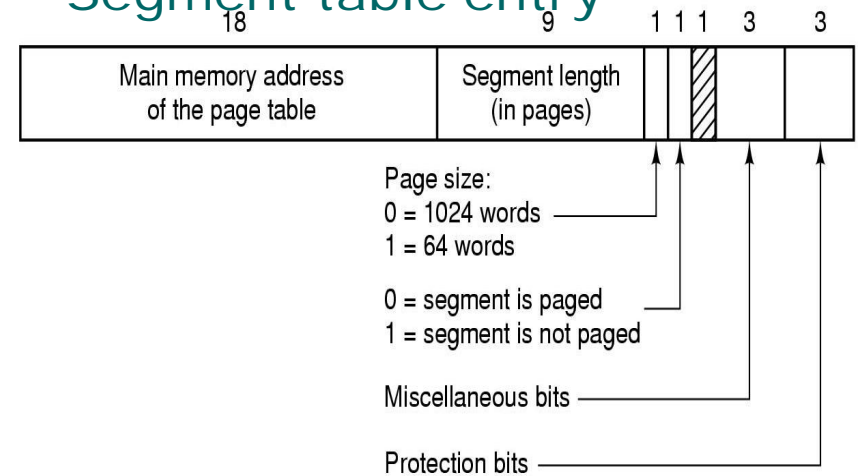 Segment table entry
18 9 1 1 1 3 3
Main memory address
of the page table
Segment length
(in pages)
Page size:
0 = 1024 words
1 = 64 words
0 = segment is paged
1 = segment is not paged
Miscellaneous bits
Protection bits